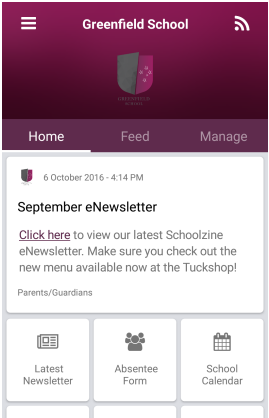 Greenfield School
GREENFIELD
SCHOOL
Home Feed Manage
6 October 2016 - 4:14 PM
September eNewsletter
Click here to view our latest Schoolzine
eNewsletter. Make sure you check out the
new menu available now at the Tuckshop!
Parents/Guardians
Latest
Newsletter
Absentee
Form
School
Calendar